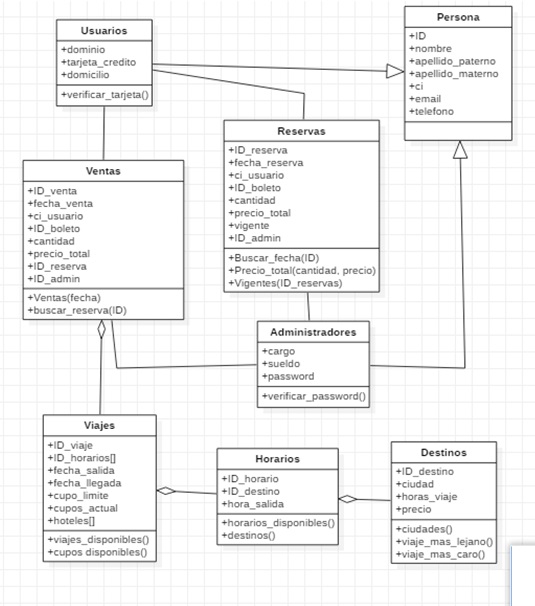 Usuarios
+dominio
+tarjeta_credito
+domicilio
+verificar_tarjeta()
Persona
+ID
+nombre
+apellido_paterno
+apellido_materno
+ci
+email
+telefono
Reservas
+ID_reserva
+fecha_reserva
+ci_usuario
+ID_boleto
+cantidad
+precio_total
+vigente
+ID_admin
+Buscar_fecha(ID)
+Precio_total(cantidad, precio)
+Vigentes(ID_reservas)
Ventas
+ID_venta
+fecha_venta
+ci_usuario
+ID_boleto
+cantidad
+precio_total
+ID_reserva
+ID_admin
+Ventas(fecha)
+buscar_reserva(ID)
Administradores
+cargo
+sueldo
+password
+verificar_password()
Viajes
+ID_viaje
+ID_horarios[]
+fecha_salida
+fecha_llegada
+cupo_limite
+cupos_actual
+hoteles[]
+viajes_disponibles()
+cupos disponibles()
Horarios
+ID_horario
+ID_destino
+hora_salida
+horarios_disponibles()
+destinos()
Destinos
+ID_destino
+ciudad
+horas_viaje
+precio
+ciudades()
+viaje_mas_lejano()
+viaje_mas_caro()